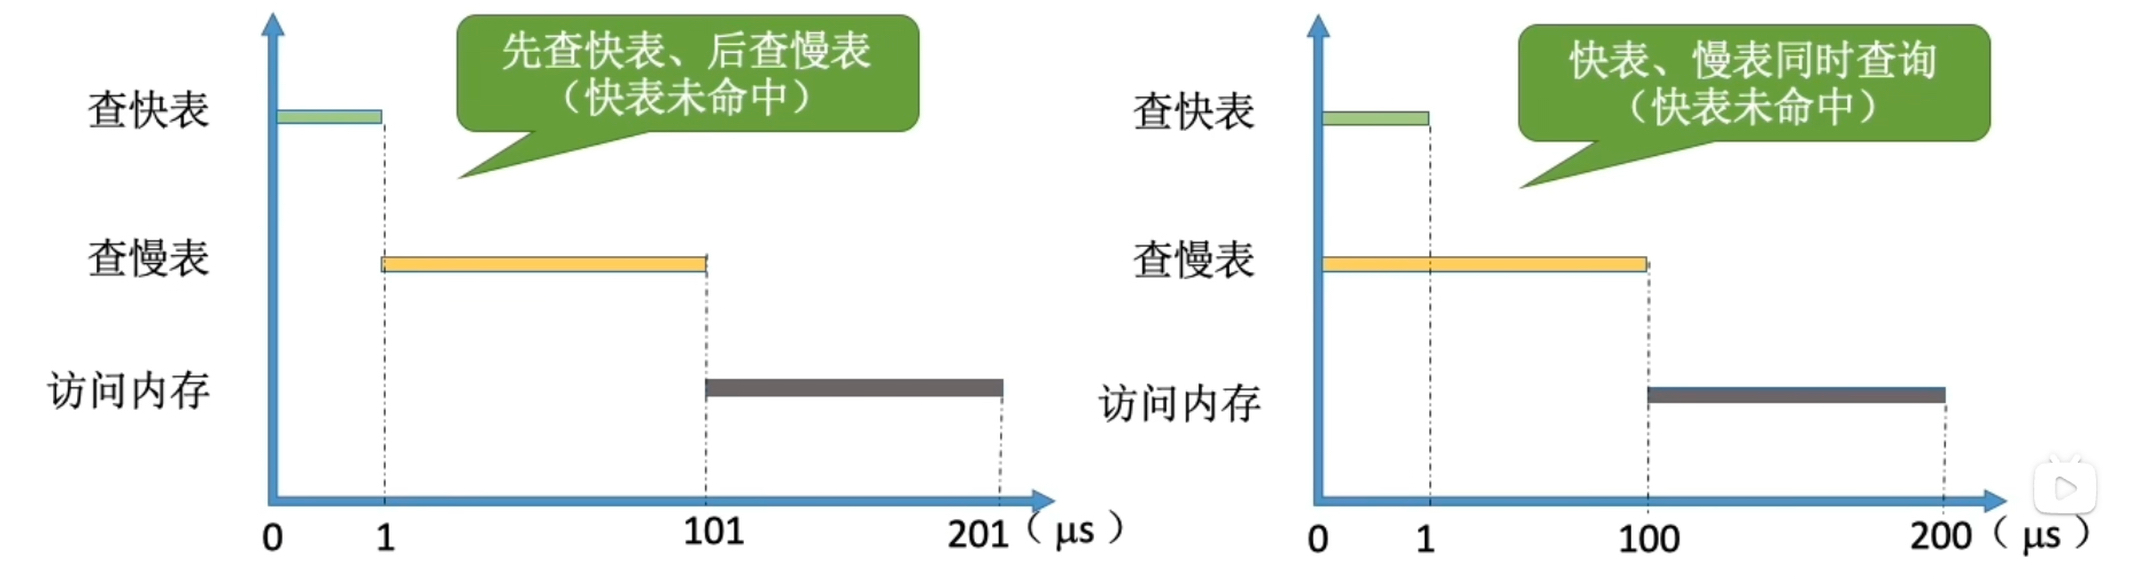 先查快表、后查慢表
（快表未命中）
查快表
查慢表
访问内存
0
1
101
201
（μs）
快表、慢表同时查询
（快表未命中）
查快表
查慢表
访问内存
0
1
100
200
（μs）